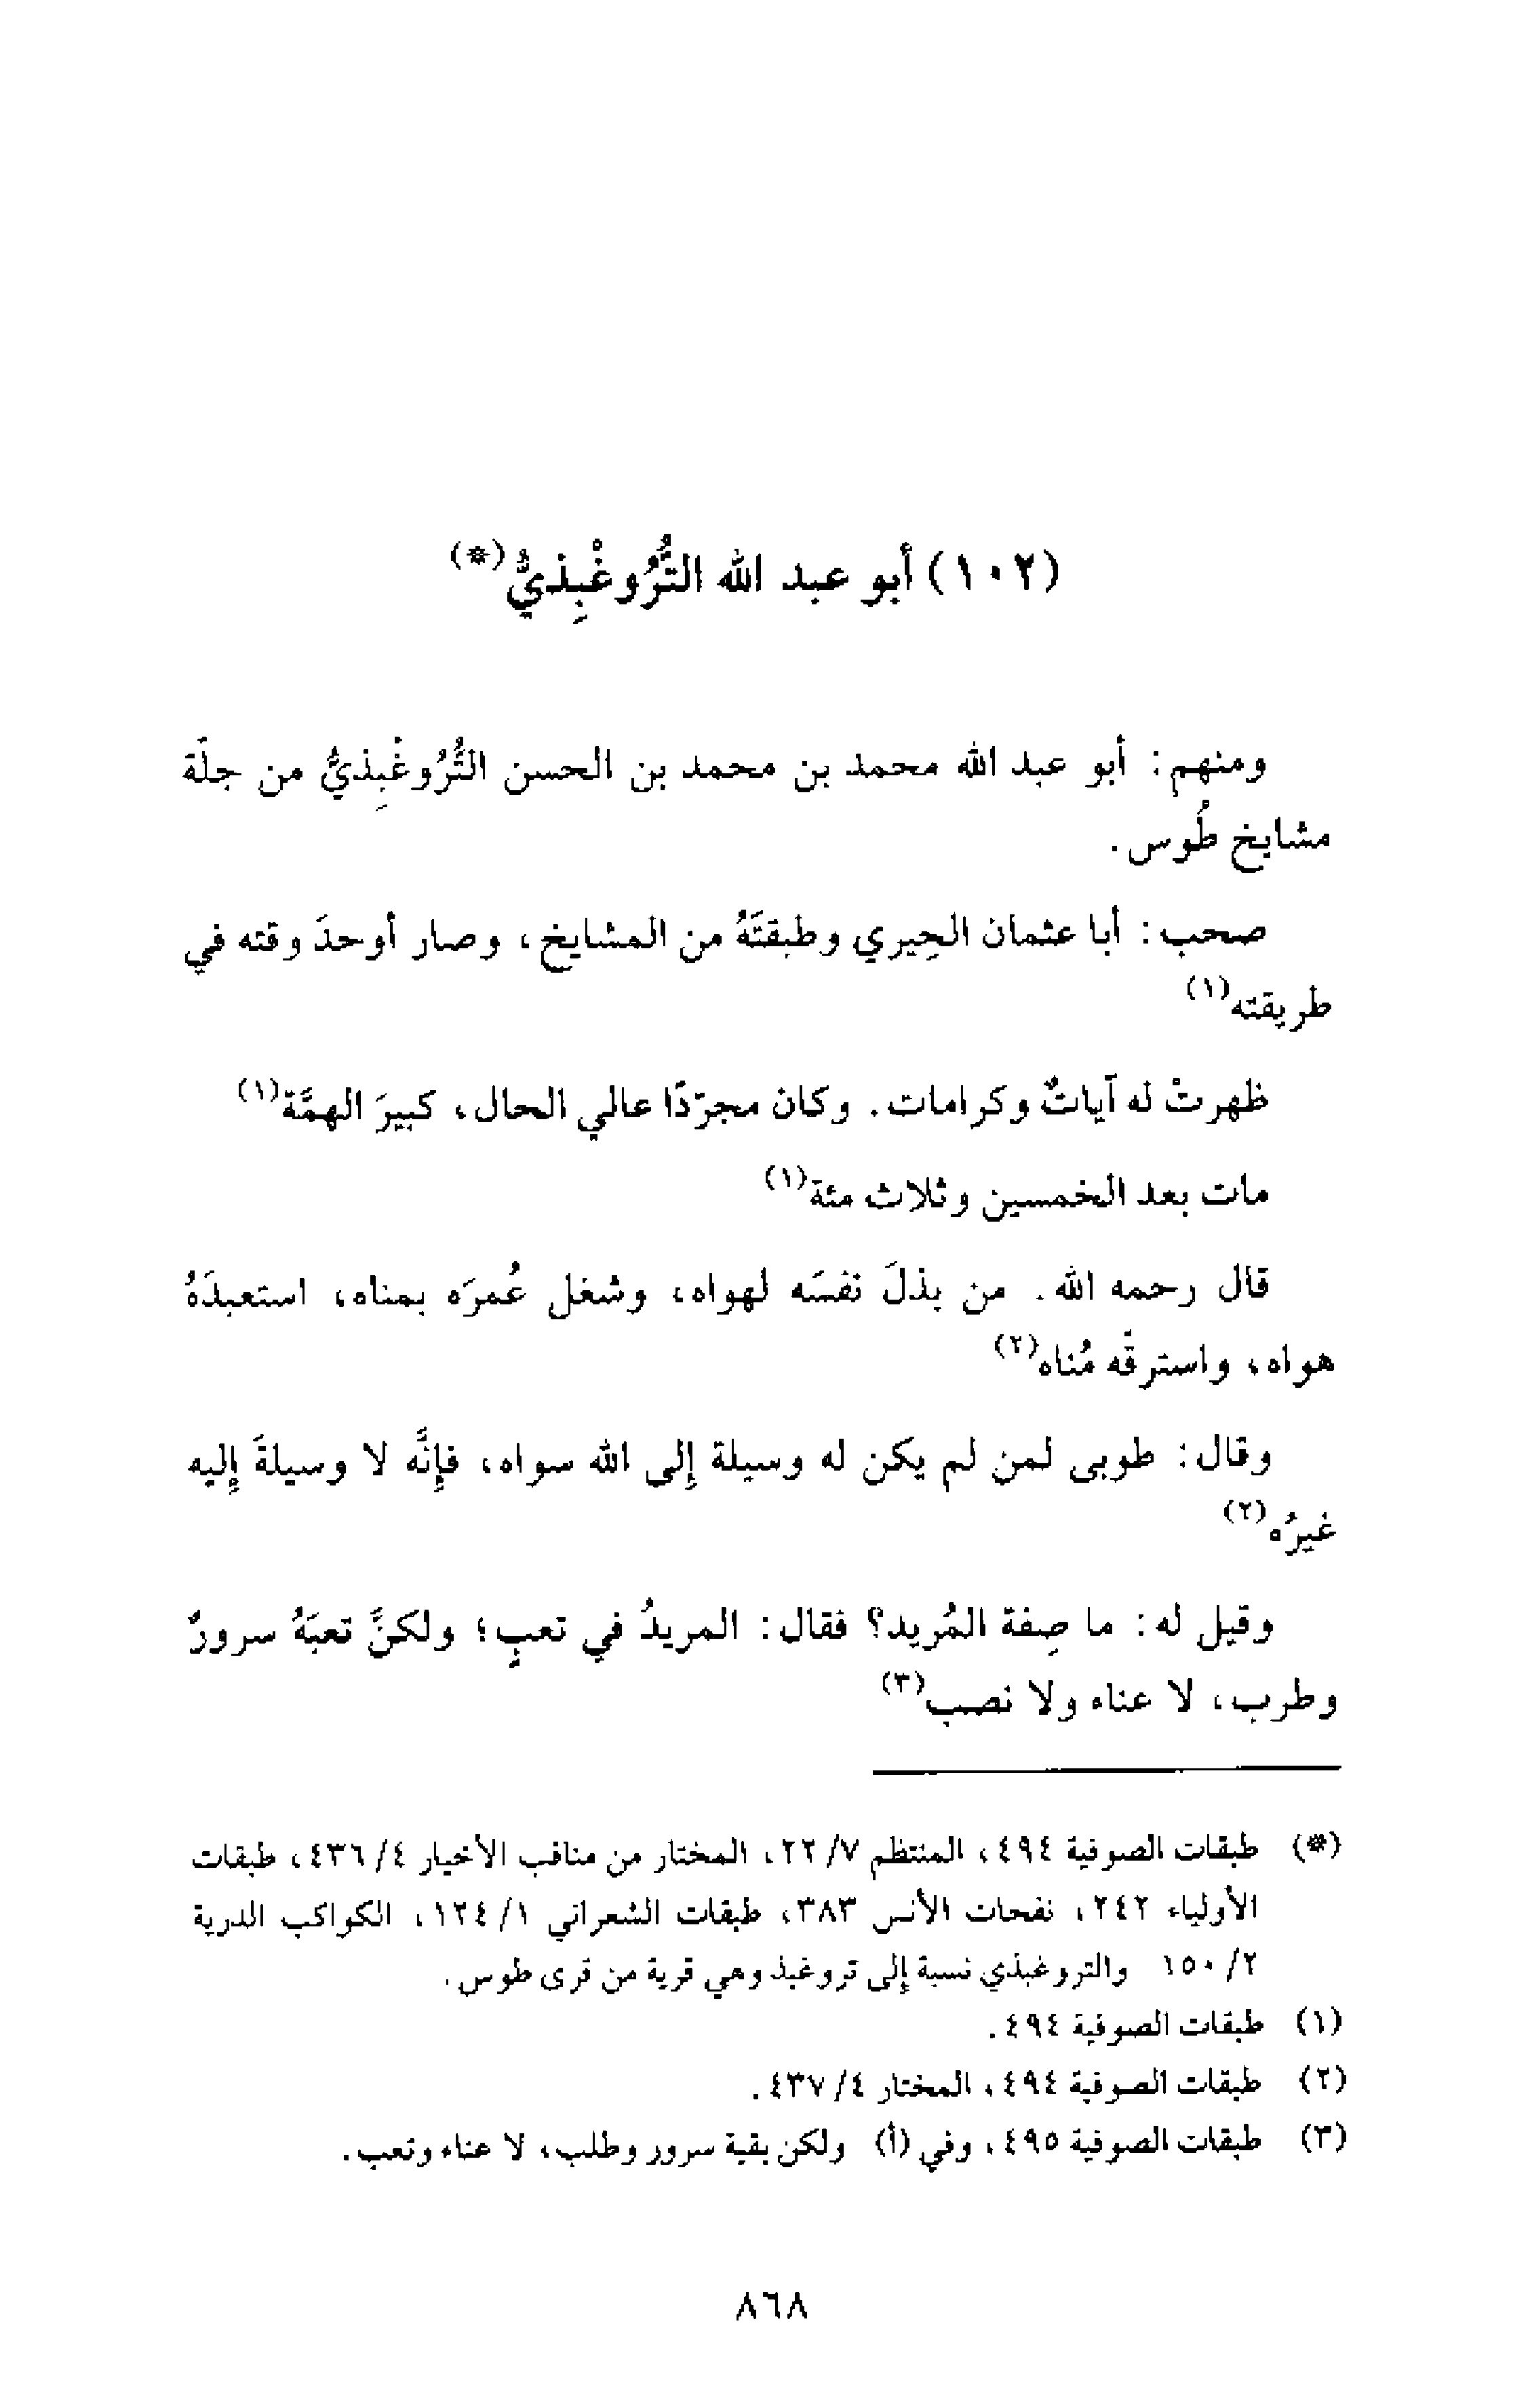 (١٠٢) أبو عبد الله التُّرُوغْبِذيُّ(*)
ومنهم: أبو عبد الله محمد بن محمد بن الحسن التُّرُوغْبِذيُّ من جلَّة
مشايخ طُوس.
صحب: أبا عثمان الحِيري وطبقتَهُ من المشايخ، وصار أوحدَ وقته في
طريقته(١)
ظهرتْ له آياتٌ وكرامات. وكان مجرّدًا عالي الحال، كبيرَ الهمَّة(١)
مات بعد الخمسين وثلاث مئة(١)
قال رحمه الله. من بذلَ نفسَه لهواه، وشغل عُمرَه بمناه، استعبدَهُ
هواه، واسترقَّه مُناه(٢)
وقال: طوبى لمن لم يكن له وسيلة إلى الله سواه، فإنَّه لا وسيلةَ إليه
غيرُه(٢)
وقيل له: ما صِفة المُريد؟ فقال: المريدُ في تعبٍ؛ ولكنَّ تعبَهُ سرورٌ
وطرب، لا عناء ولا نصب(٣)
(*) طبقات الصوفية ٤٩٤، المنتظم ٧/ ٢٢، المختار من مناقب الأخيار ٤/ ٤٣٦، طبقات
الأولياء ٢٤٢، نفحات الأنس ٣٨٣، طبقات الشعراني ١/ ١٢٤، الكواكب الدرية
٢/ ١٥٠ والتروغبذي نسبة إلى تروغبذ وهي قرية من قرى طوس.
(١) طبقات الصوفية ٤٩٤.
(٢) طبقات الصوفية ٤٩٤، المختار ٤/ ٤٣٧.
(٣) طبقات الصوفية ٤٩٥، وفي (أ) ولكن بقية سرور وطلب، لا عناء وتعب.
٨٦٨